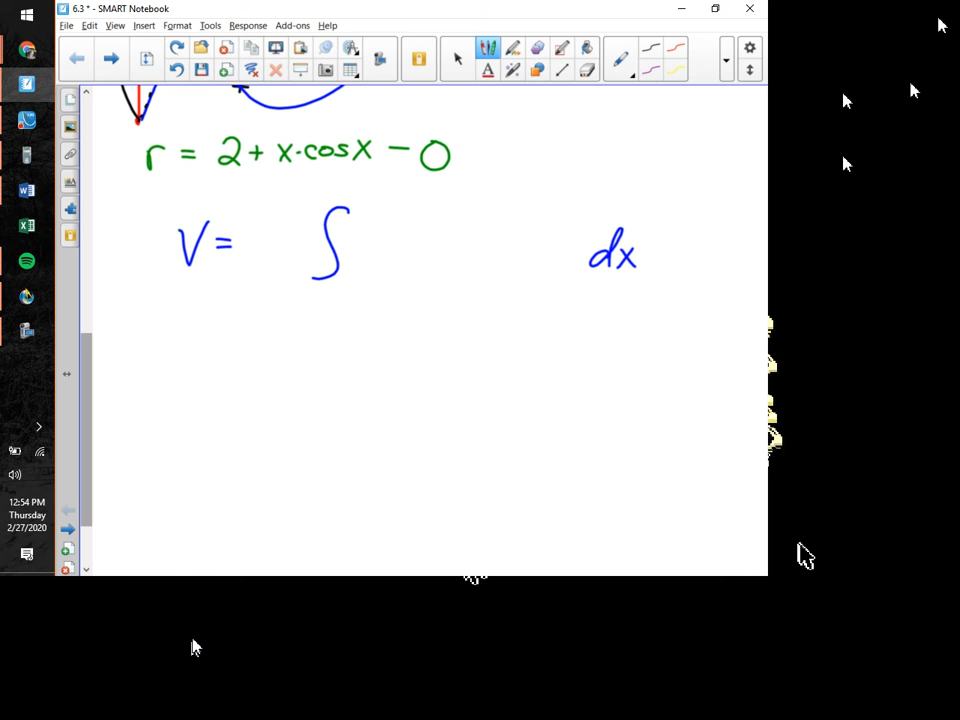 6.3 * - SMART Notebook
File Edit View Insert Format Tools Response Add-ons Help
r = 2 + x·cosx - 0
V = ∫ dx
12:54 PM
Thursday
2/27/2020